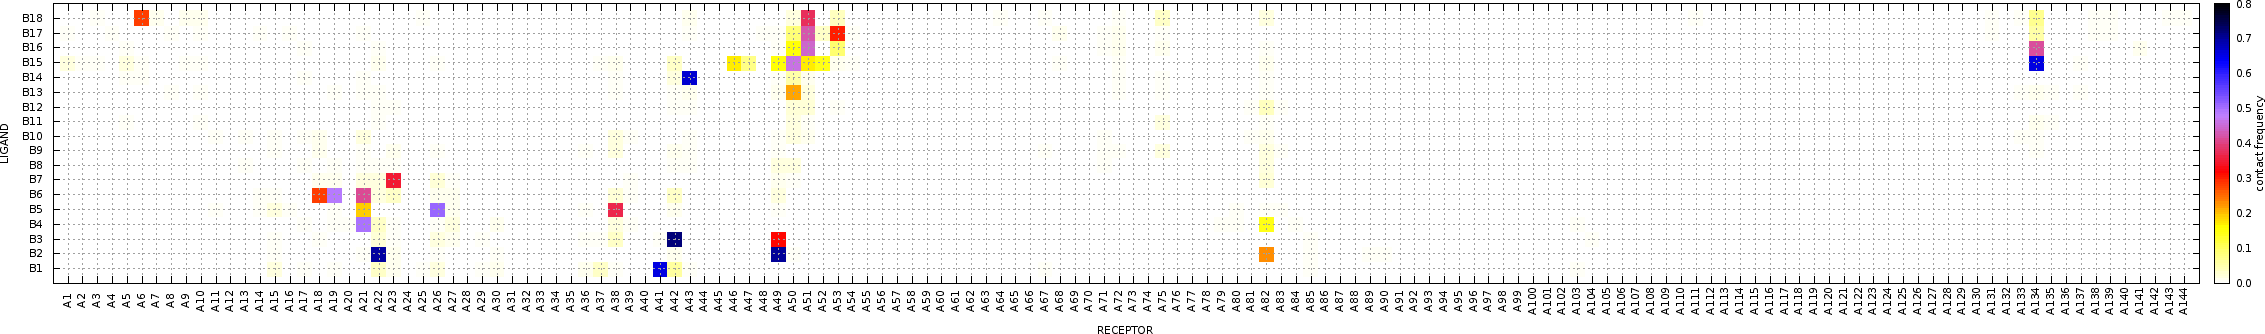 LIGAND
B18
B17
B16
B15
B14
B13
B12
B11
B10
B9
B8
B7
B6
B5
B4
B3
B2
B1
A1 A2 A3 A4 A5 A6 A7 A8 A9 A10 A11 A12 A13 A14 A15 A16 A17 A18 A19 A20 A21 A22 A23 A24 A25 A26 A27 A28 A29 A30 A31 A32 A33 A34 A35 A36 A37 A38 A39 A40 A41 A42 A43 A44 A45 A46 A47 A48 A49 A50 A51 A52 A53 A54 A55 A56 A57 A58 A59 A60 A61 A62 A63 A64 A65 A66 A67 A68 A69 A70 A71 A72 A73 A74 A75 A76 A77 A78 A79 A80 A81 A82 A83 A84 A85 A86 A87 A88 A89 A90 A91 A92 A93 A94 A95 A96 A97 A98 A99 A100 A101 A102 A103 A104 A105 A106 A107 A108 A109 A110 A111 A112 A113 A114 A115 A116 A117 A118 A119 A120 A121 A122 A123 A124 A125 A126 A127 A128 A129 A130 A131 A132 A133 A134 A135 A136 A137 A138 A139 A140 A141 A142 A143 A144
RECEPTOR
0.8
0.7
0.6
0.5
0.4
0.3
0.2
0.1
0.0
contact frequency